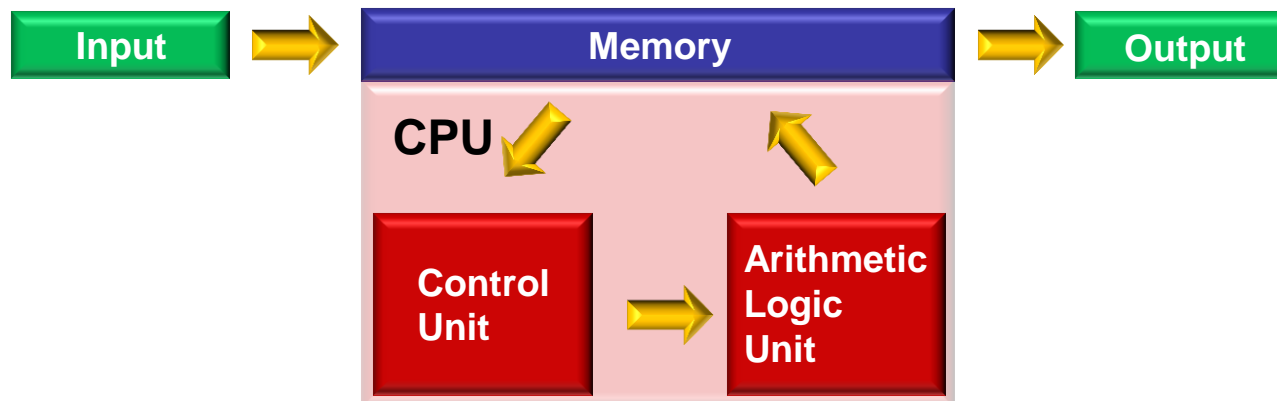 Input
Memory
Output
CPU
Control
Unit
Arithmetic
Logic
Unit